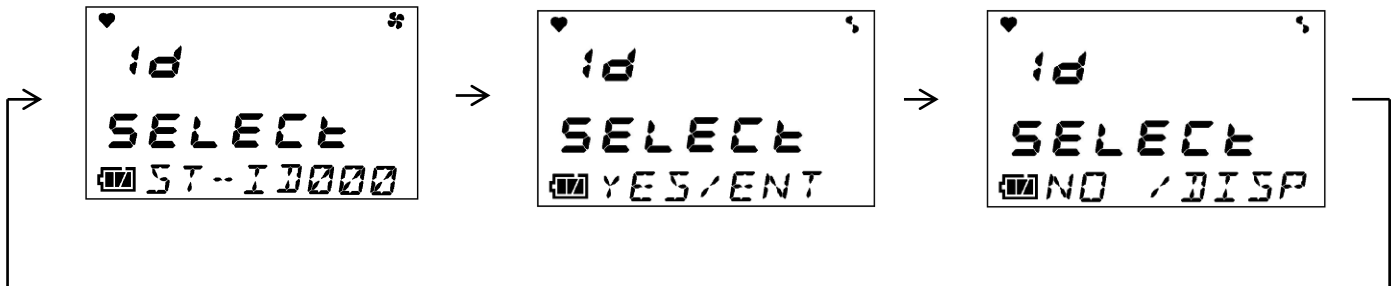 Id
SELECt
ST--ID000
Id
SELECt
YES/ENT
Id
SELECt
NO /DISP